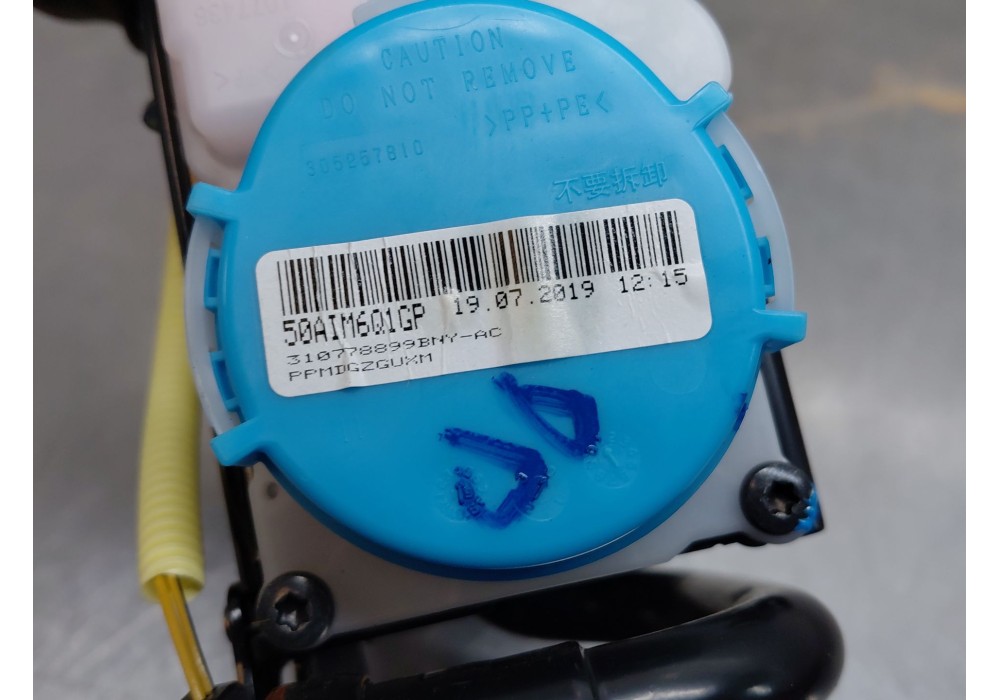 CAUTION
DO NOT REMOVE
>PP+PE<
305257810
不要拆卸
50AIM6Q1GP 19.07.2019 12:15
310778899BNY-AC
PPMDGZGUXM